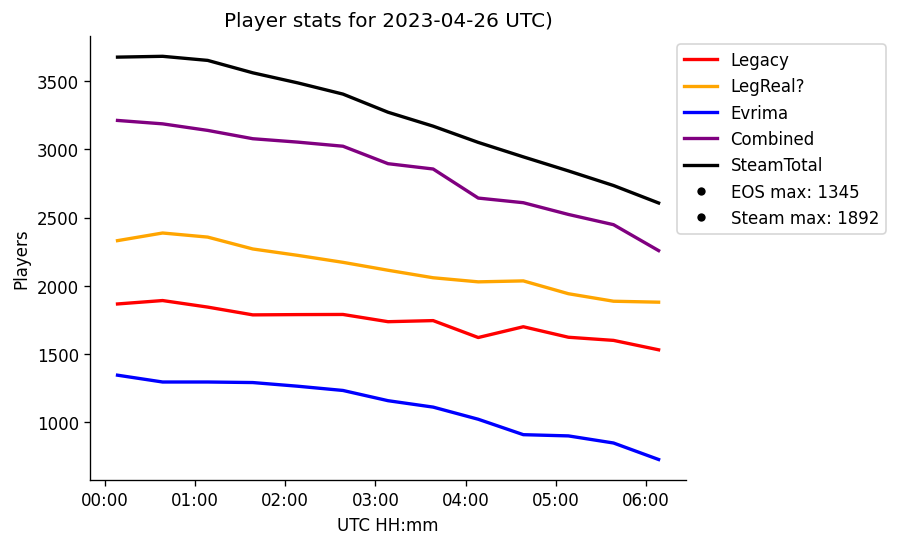 Player stats for 2023-04-26 UTC)
Legacy
LegReal?
Evrima
Combined
SteamTotal
EOS max: 1345
Steam max: 1892
Players
3500
3000
2500
2000
1500
1000
00:00 01:00 02:00 03:00 04:00 05:00 06:00
UTC HH:mm